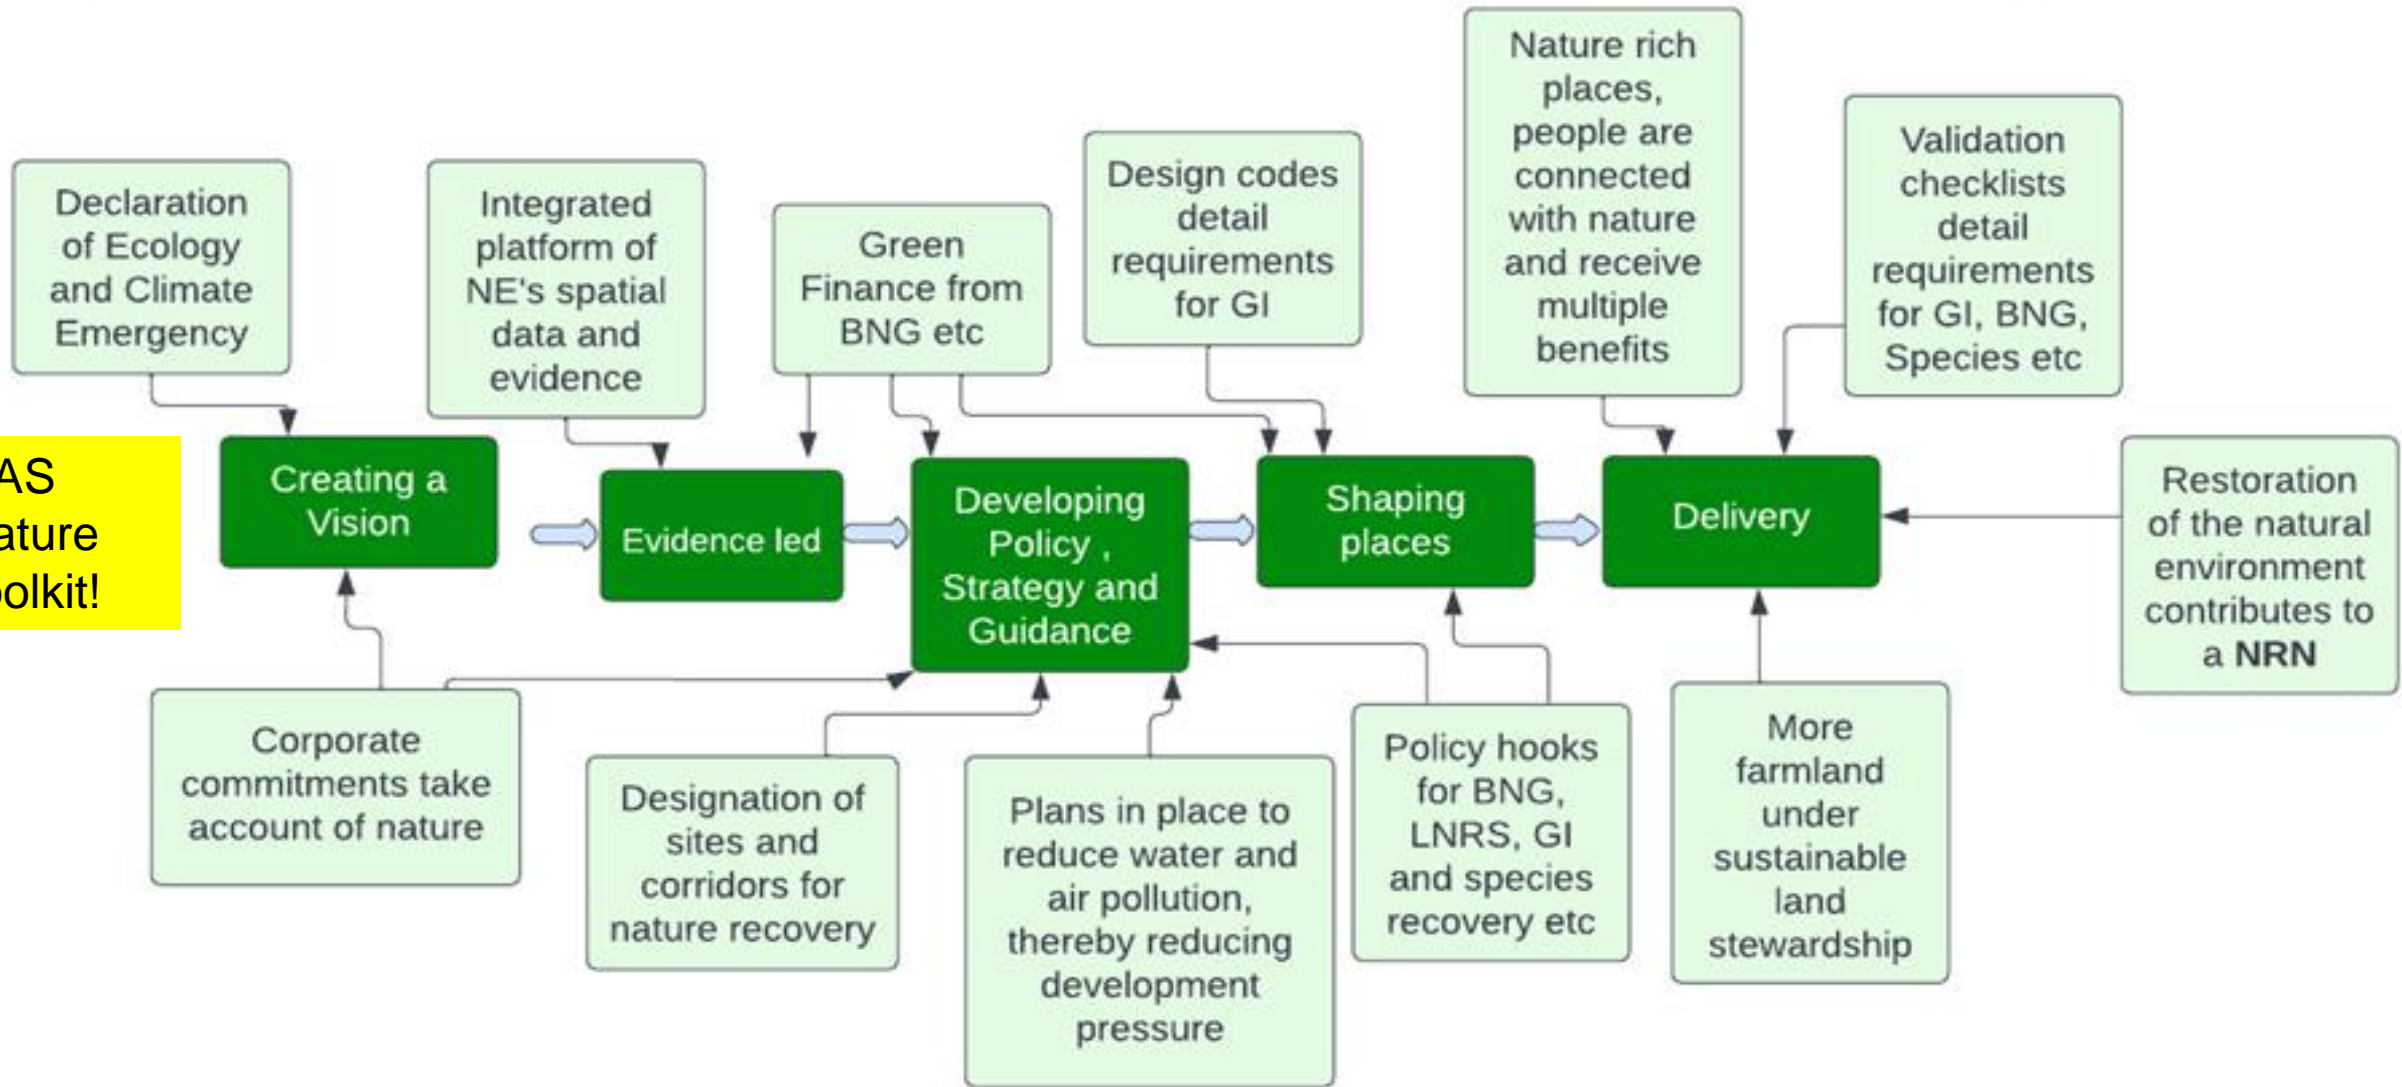 Declaration
of Ecology
and Climate
Emergency
Integrated
platform of
NE's spatial
data and
evidence
Green
Finance from
BNG etc
Design codes
detail
requirements
for GI
Nature rich
places,
people are
connected
with nature
and receive
multiple
benefits
Validation
checklists
detail
requirements
for GI, BNG,
Species etc
AS
ature
olkit!
Creating a
Vision
Evidence led
Developing
Policy ,
Strategy and
Guidance
Shaping
places
Delivery
Restoration
of the natural
environment
contributes to
a NRN
Corporate
commitments take
account of nature
Designation of
sites and
corridors for
nature recovery
Plans in place to
reduce water and
air pollution,
thereby reducing
development
pressure
Policy hooks
for BNG,
LNRS, GI
and species
recovery etc
More
farmland
under
sustainable
land
stewardship